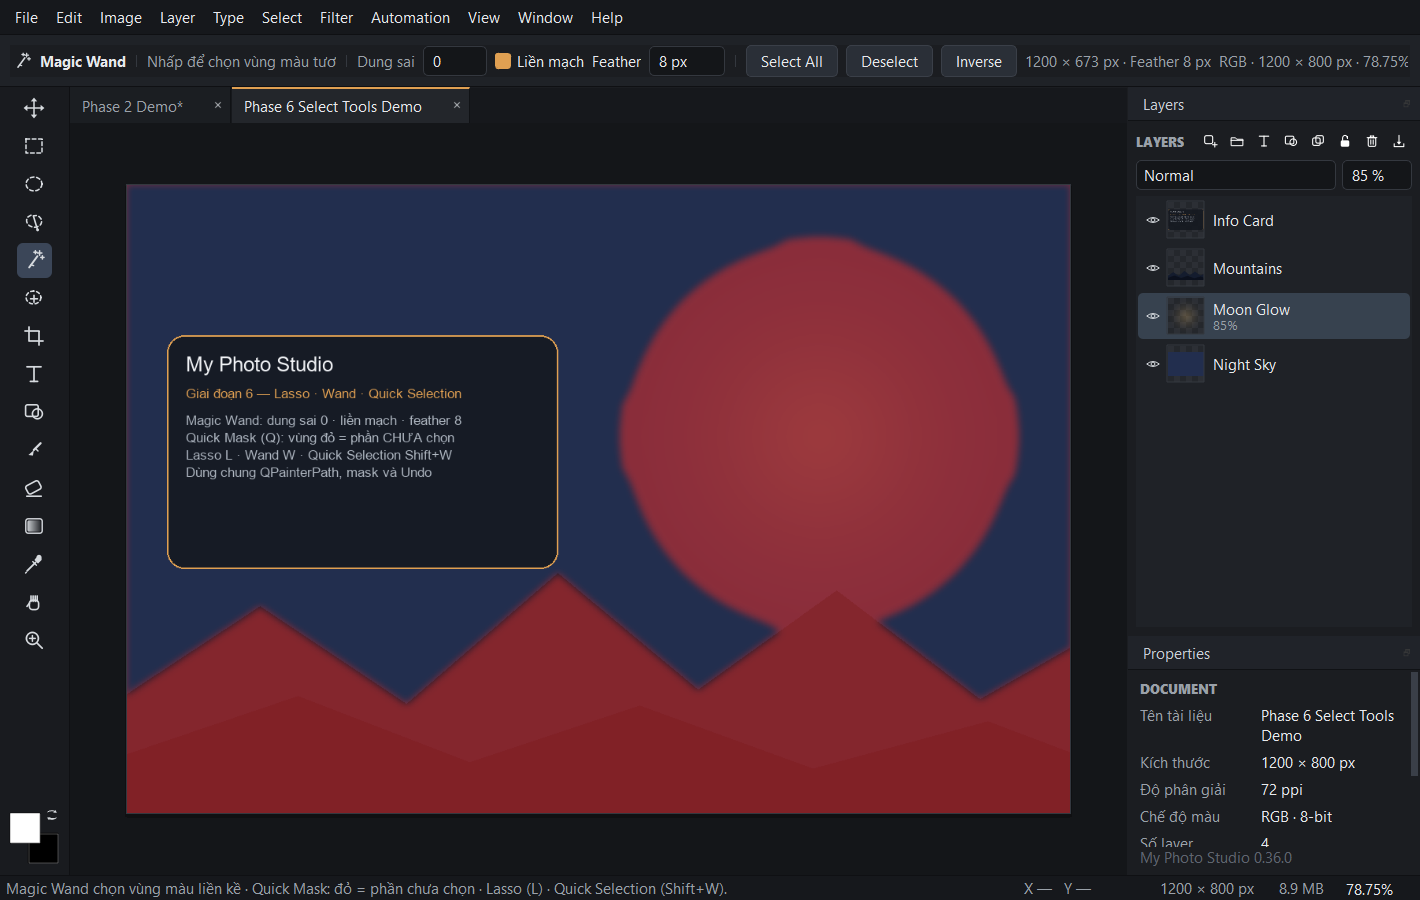 File Edit Image Layer Type Select Filter Automation View Window Help
Magic Wand Nhấp để chọn vùng màu tươ Dung sai 0 Liền mạch Feather 8 px Select All Deselect Inverse 1200 × 673 px · Feather 8 px RGB · 1200 × 800 px · 78.75%
Phase 2 Demo* × Phase 6 Select Tools Demo ×
My Photo Studio
Giai đoạn 6 — Lasso · Wand · Quick Selection
Magic Wand: dung sai 0 · liền mạch · feather 8
Quick Mask (Q): vùng đỏ = phần CHƯA chọn
Lasso L · Wand W · Quick Selection Shift+W
Dùng chung QPainterPath, mask và Undo
Layers
LAYERS
Normal 85 %
Info Card
Mountains
Moon Glow
85%
Night Sky
Properties
DOCUMENT
Tên tài liệu Phase 6 Select Tools
Demo
Kích thước 1200 × 800 px
Độ phân giải 72 ppi
Chế độ màu RGB · 8-bit
Số layer 4
My Photo Studio 0.36.0
Magic Wand chọn vùng màu liền kề · Quick Mask: đỏ = phần chưa chọn · Lasso (L) · Quick Selection (Shift+W). X — Y — 1200 × 800 px 8.9 MB 78.75%